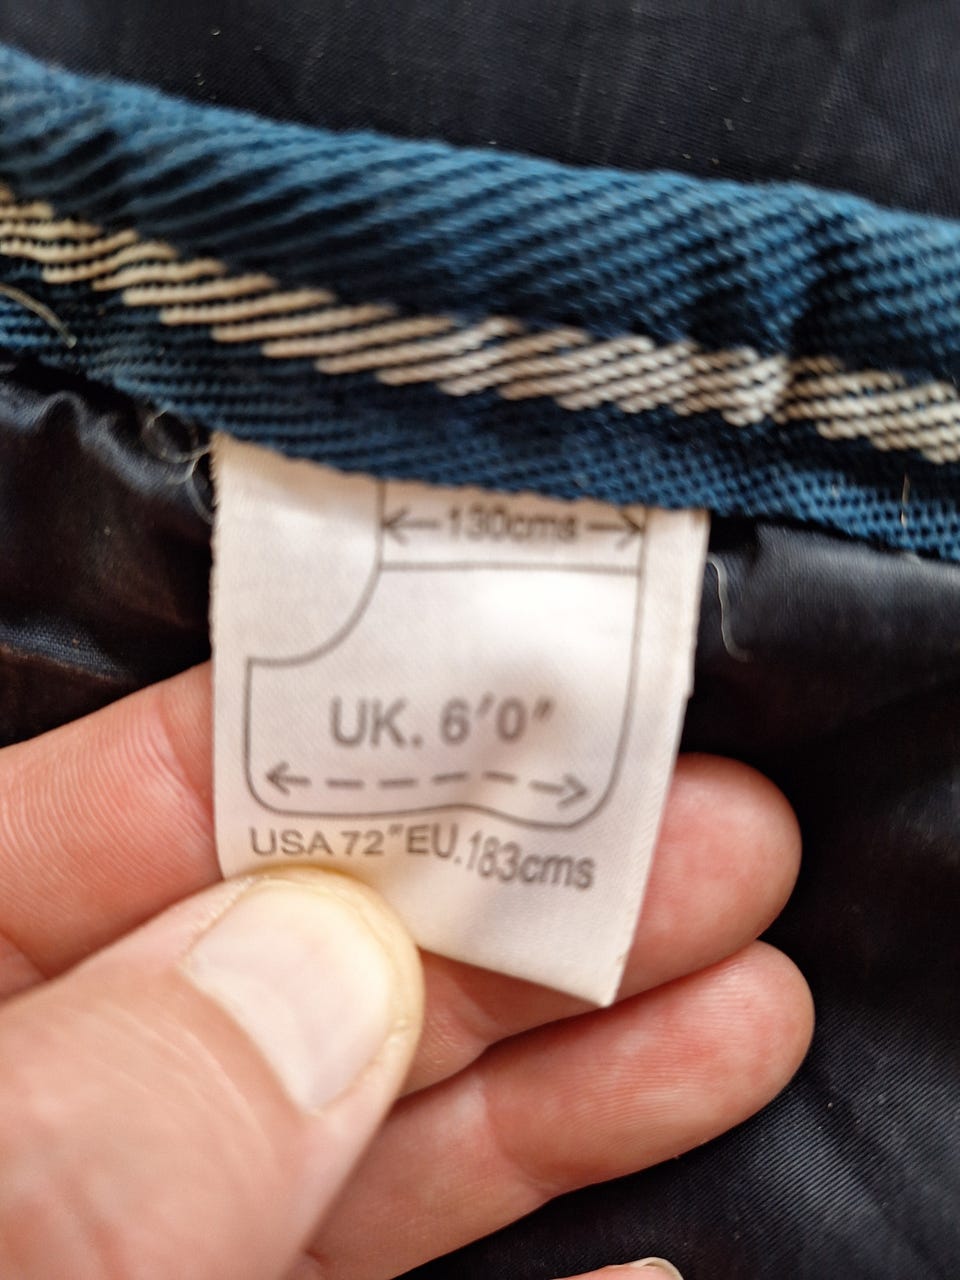 130cms
UK. 6'0"
USA 72" EU. 183cms